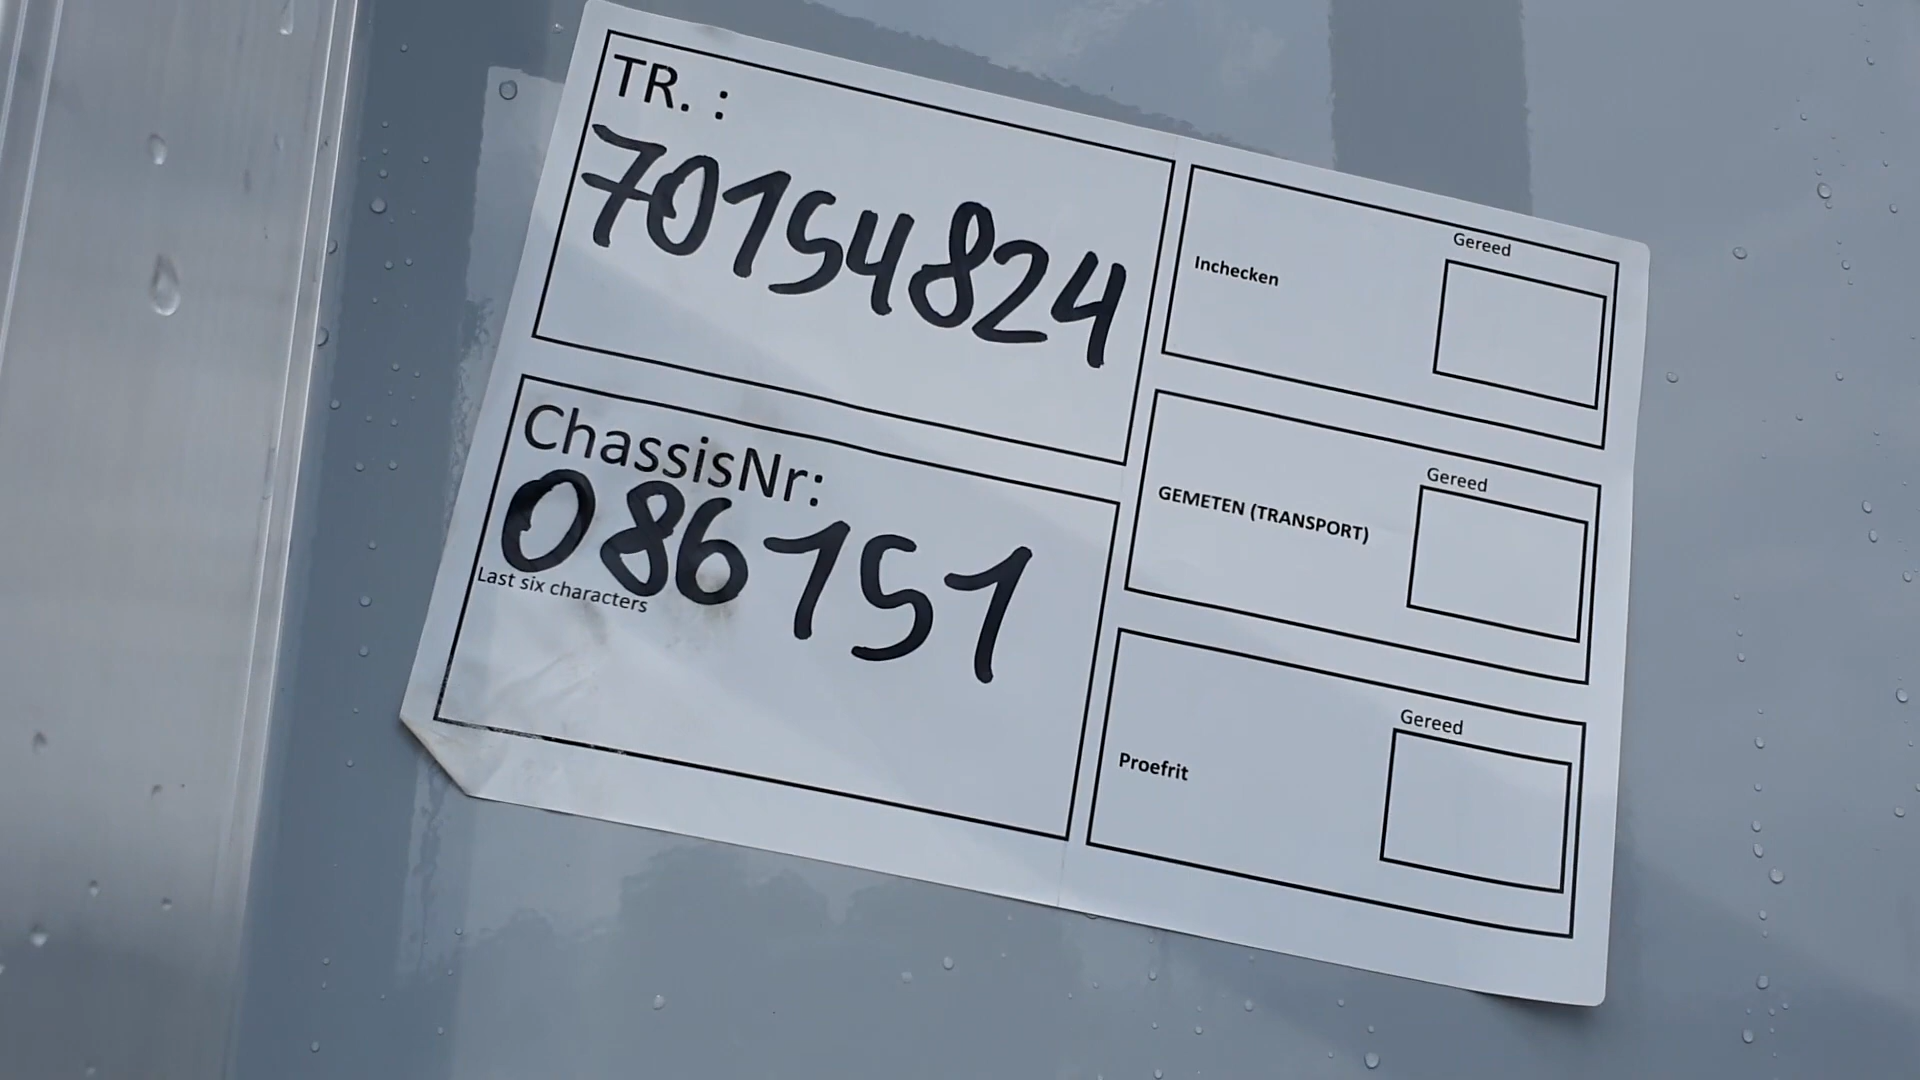 TR. :
70154824
ChassisNr:
086151
Last six characters
Inchecken
Gereed
GEMETEN (TRANSPORT)
Gereed
Proefrit
Gereed